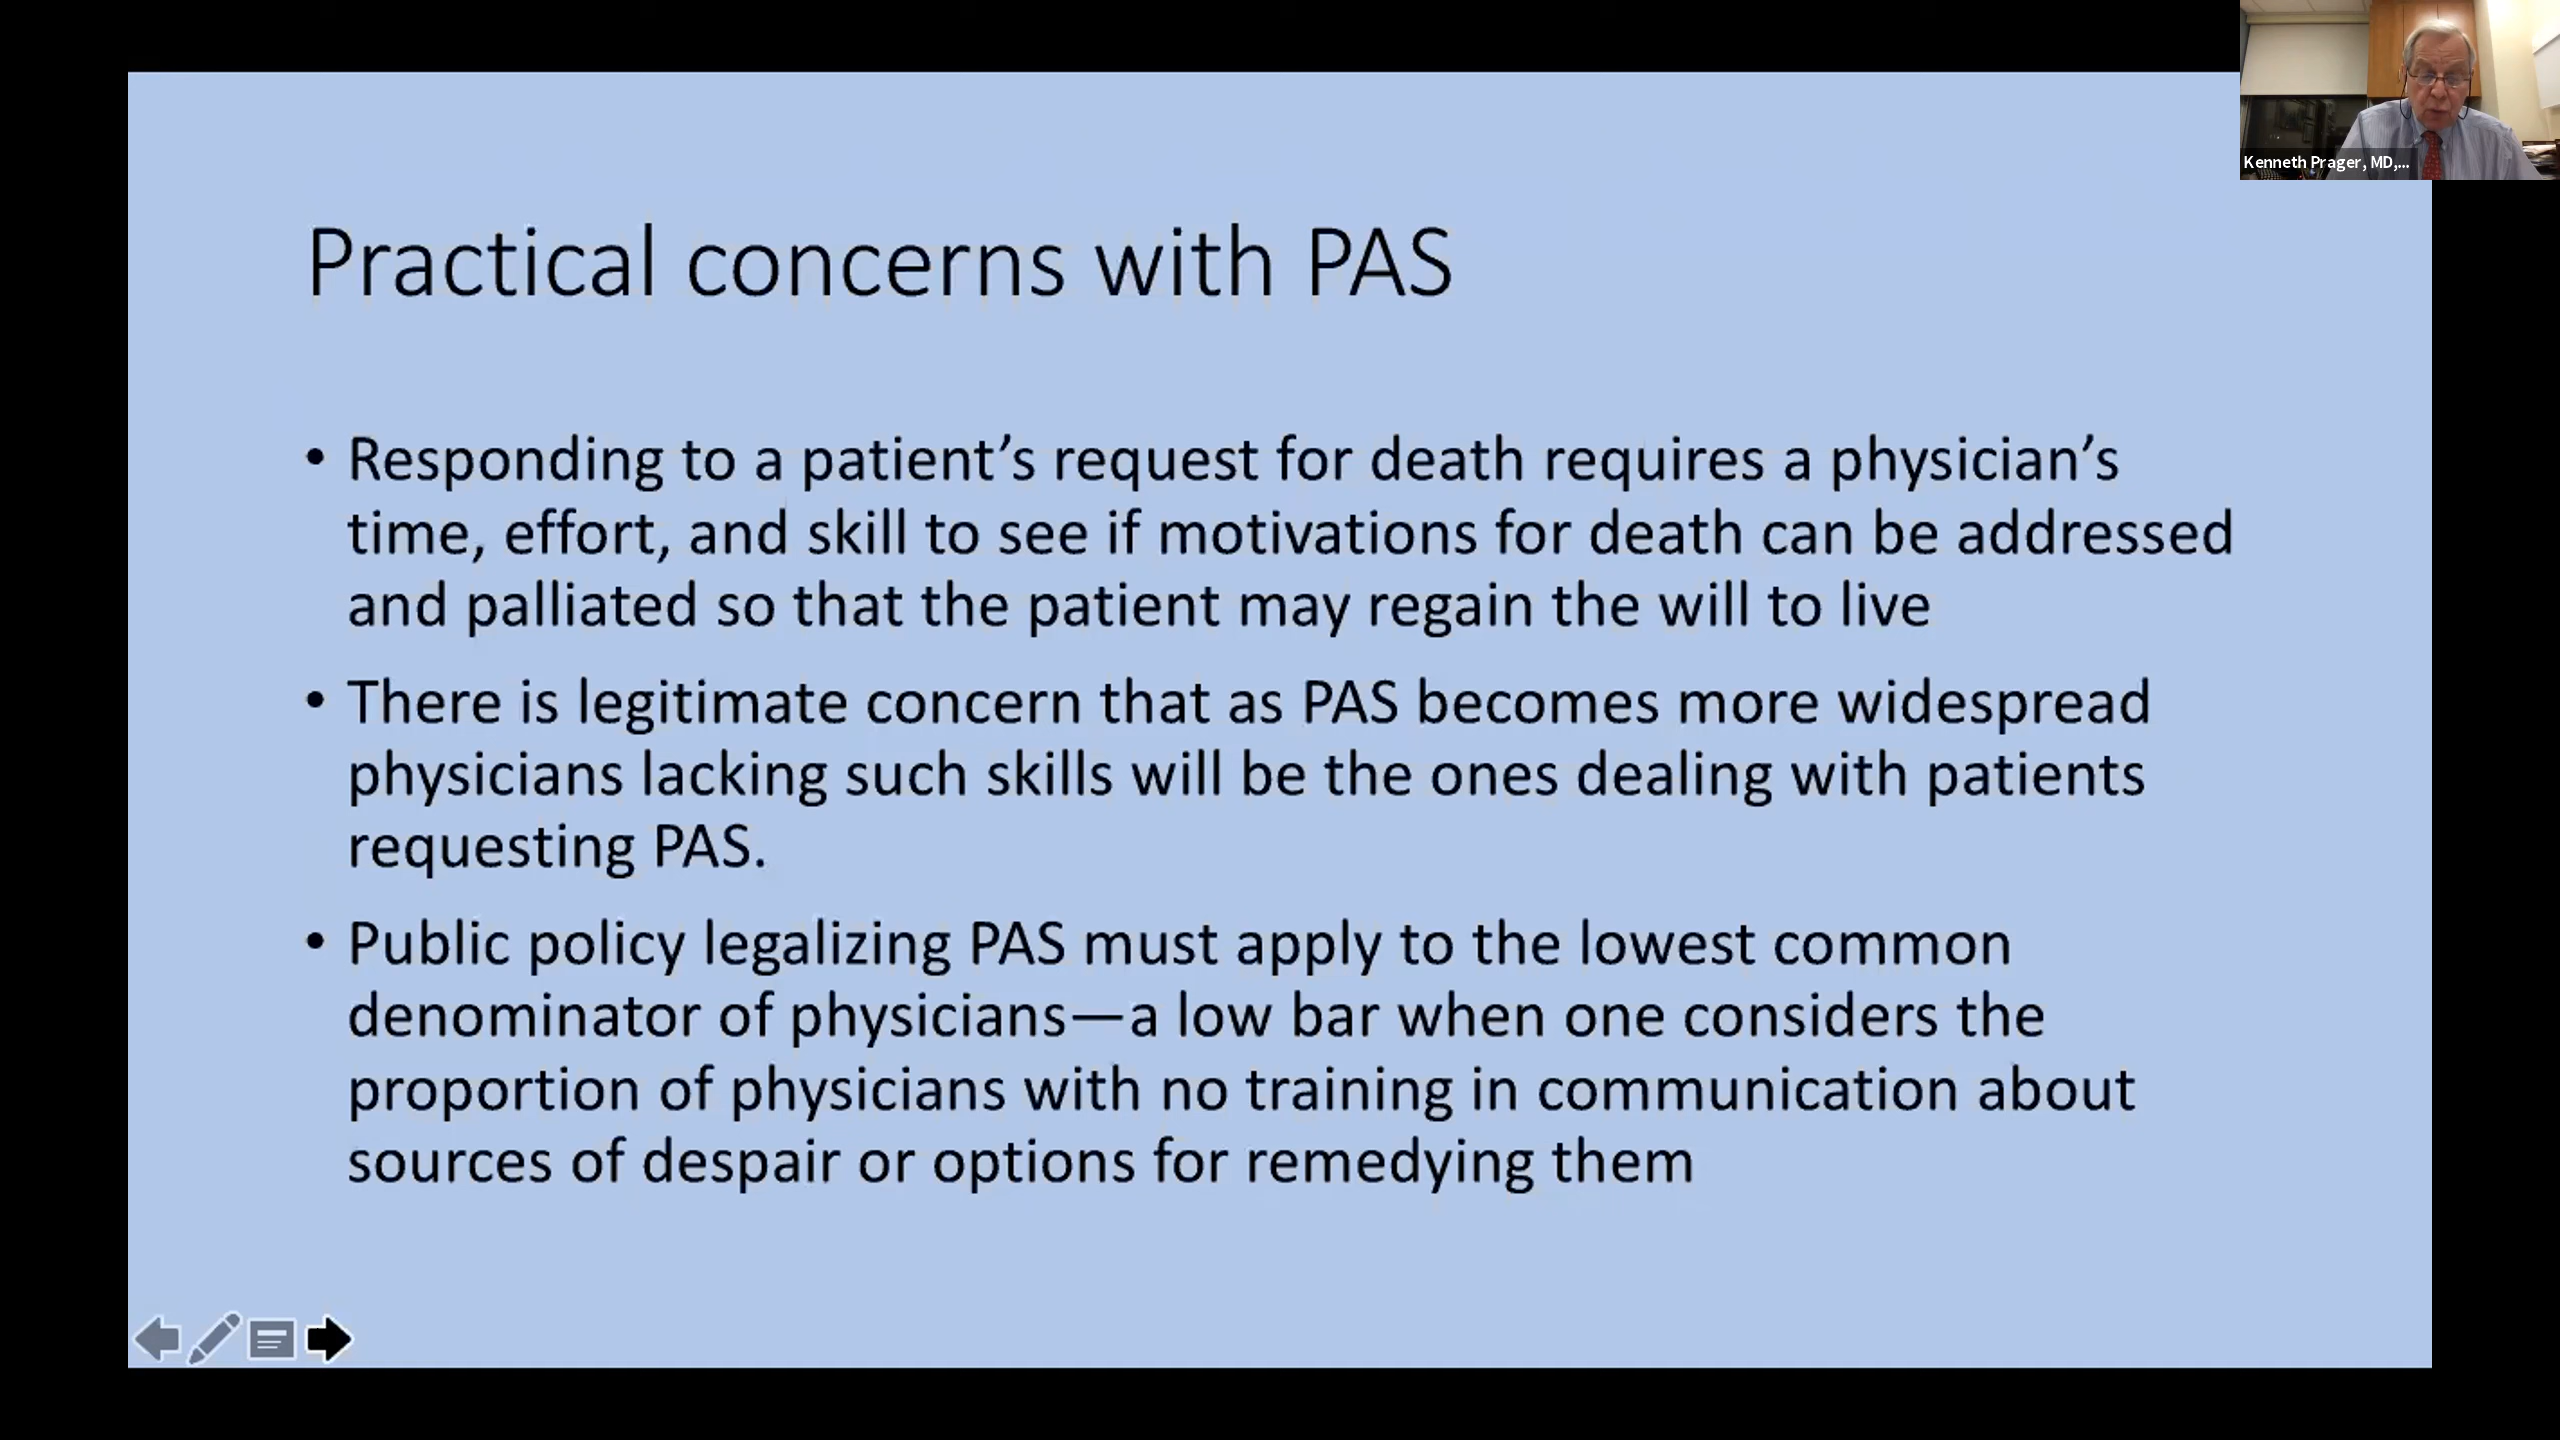 Kenneth Prager, MD,...
Practical concerns with PAS
• Responding to a patient’s request for death requires a physician’s
time, effort, and skill to see if motivations for death can be addressed
and palliated so that the patient may regain the will to live
• There is legitimate concern that as PAS becomes more widespread
physicians lacking such skills will be the ones dealing with patients
requesting PAS.
• Public policy legalizing PAS must apply to the lowest common
denominator of physicians—a low bar when one considers the
proportion of physicians with no training in communication about
sources of despair or options for remedying them